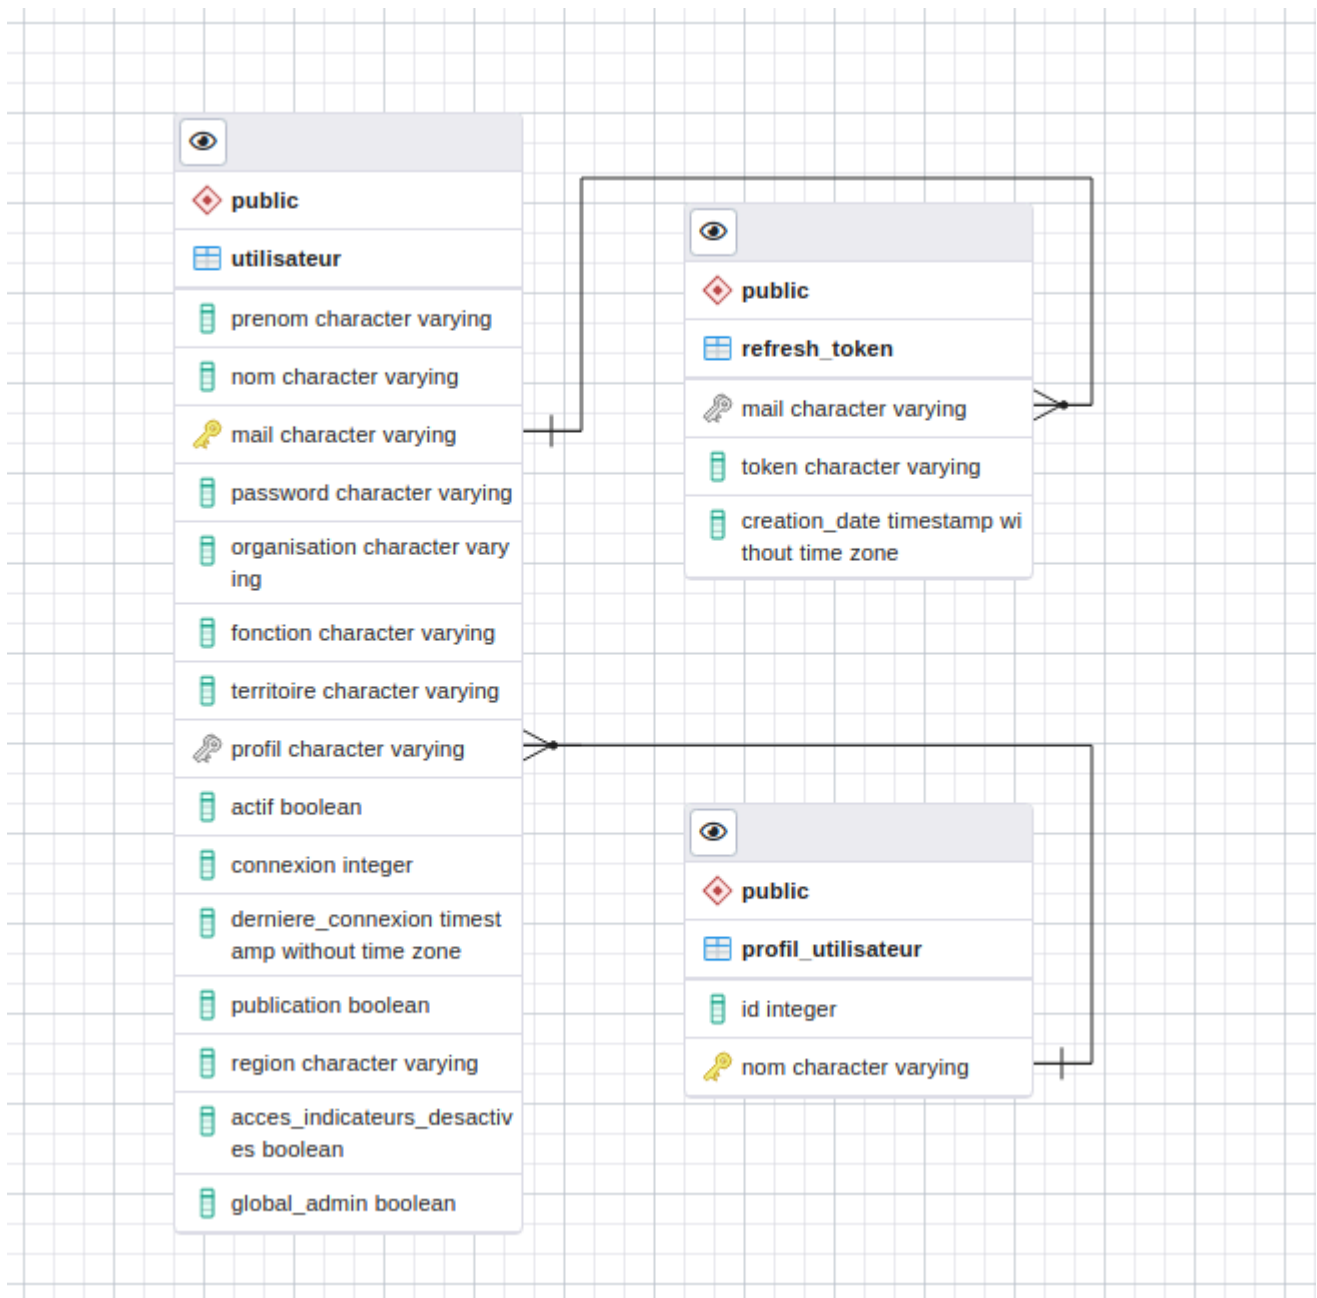 public
utilisateur
prenom character varying
nom character varying
mail character varying
password character varying
organisation character vary
ing
fonction character varying
territoire character varying
profil character varying
actif boolean
connexion integer
derniere_connexion timest
amp without time zone
publication boolean
region character varying
acces_indicateurs_desactiv
es boolean
global_admin boolean
public
refresh_token
mail character varying
token character varying
creation_date timestamp wi
thout time zone
public
profil_utilisateur
id integer
nom character varying